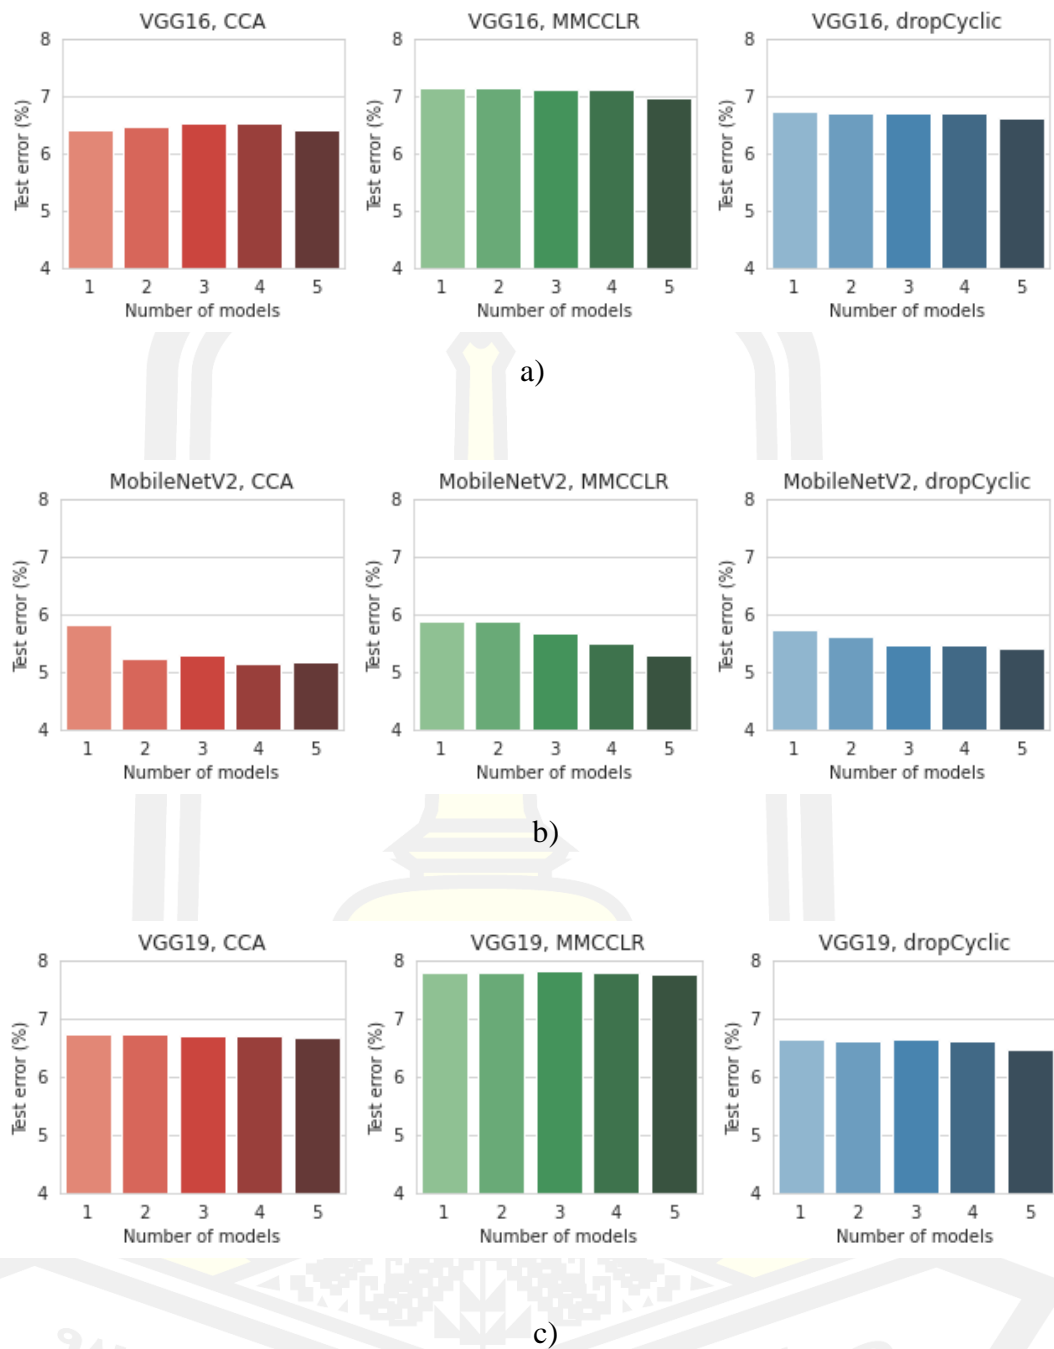 VGG16, CCA
VGG16, MMCCLR
VGG16, dropCyclic
8
7
6
5
4
Test error (%)
1 2 3 4 5
Number of models
8
7
6
5
4
Test error (%)
1 2 3 4 5
Number of models
8
7
6
5
4
Test error (%)
1 2 3 4 5
Number of models
a)
MobileNetV2, CCA
MobileNetV2, MMCCLR
MobileNetV2, dropCyclic
8
7
6
5
4
Test error (%)
1 2 3 4 5
Number of models
8
7
6
5
4
Test error (%)
1 2 3 4 5
Number of models
8
7
6
5
4
Test error (%)
1 2 3 4 5
Number of models
b)
VGG19, CCA
VGG19, MMCCLR
VGG19, dropCyclic
8
7
6
5
4
Test error (%)
1 2 3 4 5
Number of models
8
7
6
5
4
Test error (%)
1 2 3 4 5
Number of models
8
7
6
5
4
Test error (%)
1 2 3 4 5
Number of models
c)